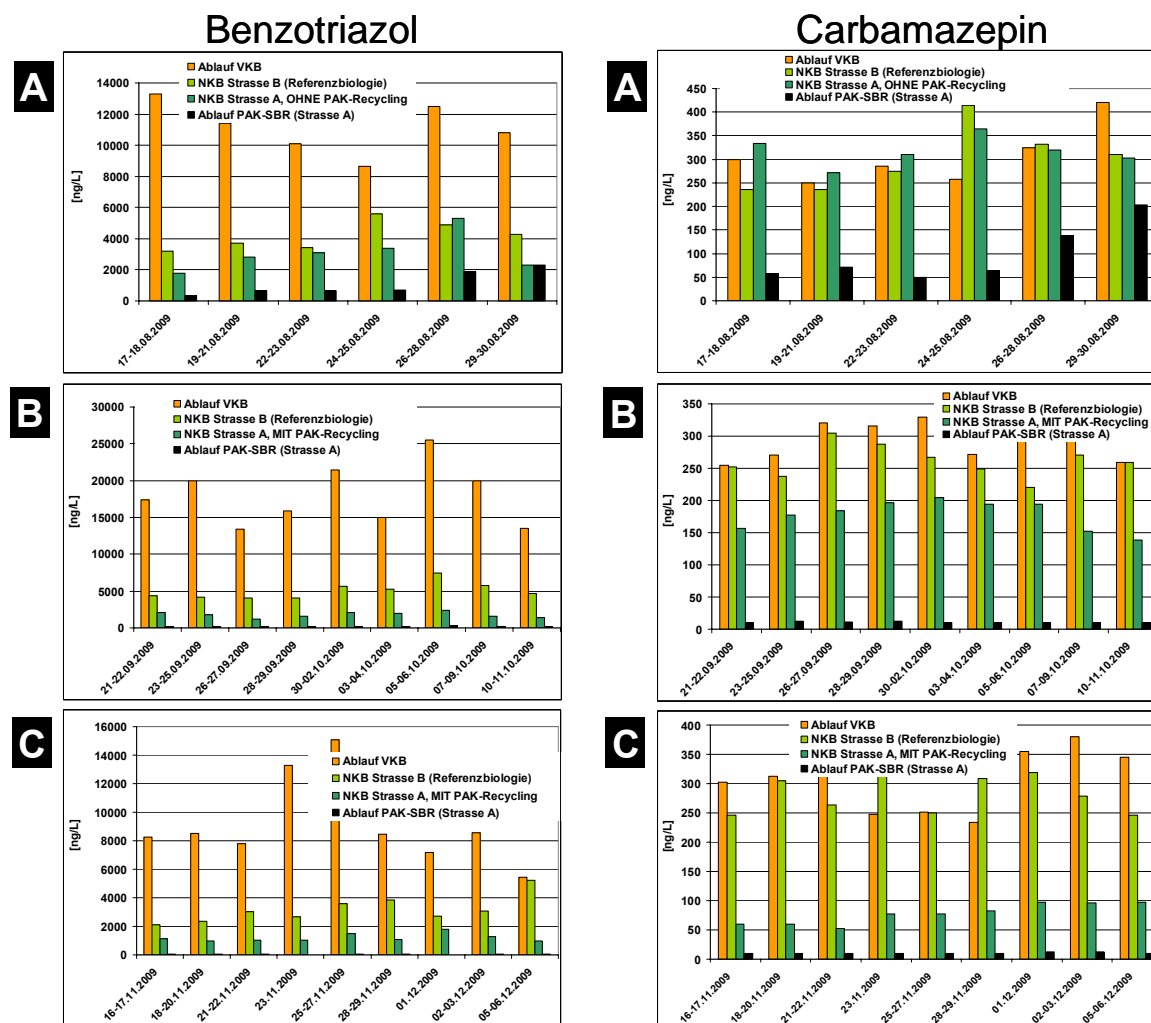 Benzotriazol
Carbamazepin
A
Ablauf VKB
NKB Strasse B (Referenzbiologie)
NKB Strasse A, OHNE PAK-Recycling
Ablauf PAK-SBR (Strasse A)
[ng/L]
14000
12000
10000
8000
6000
4000
2000
0
17-18.08.2009
19-21.08.2009
22-23.08.2009
24-25.08.2009
26-28.08.2009
29-30.08.2009
A
Ablauf VKB
NKB Strasse B (Referenzbiologie)
NKB Strasse A, OHNE PAK-Recycling
Ablauf PAK-SBR (Strasse A)
[ng/L]
450
400
350
300
250
200
150
100
50
0
17-18.08.2009
19-21.08.2009
22-23.08.2009
24-25.08.2009
26-28.08.2009
29-30.08.2009
B
Ablauf VKB
NKB Strasse B (Referenzbiologie)
NKB Strasse A, MIT PAK-Recycling
Ablauf PAK-SBR (Strasse A)
[ng/L]
30000
25000
20000
15000
10000
5000
0
21-22.09.2009
23-25.09.2009
26-27.09.2009
28-29.09.2009
30-02.10.2009
03-04.10.2009
05-06.10.2009
07-09.10.2009
10-11.10.2009
B
Ablauf VKB
NKB Strasse B (Referenzbiologie)
NKB Strasse A, MIT PAK-Recycling
Ablauf PAK-SBR (Strasse A)
[ng/L]
350
300
250
200
150
100
50
0
21-22.09.2009
23-25.09.2009
26-27.09.2009
28-29.09.2009
30-02.10.2009
03-04.10.2009
05-06.10.2009
07-09.10.2009
10-11.10.2009
C
Ablauf VKB
NKB Strasse B (Referenzbiologie)
NKB Strasse A, MIT PAK-Recycling
Ablauf PAK-SBR (Strasse A)
[ng/L]
16000
14000
12000
10000
8000
6000
4000
2000
0
16-17.11.2009
18-20.11.2009
21-22.11.2009
23.11.2009
25-27.11.2009
28-29.11.2009
01.12.2009
02-03.12.2009
05-06.12.2009
C
Ablauf VKB
NKB Strasse B (Referenzbiologie)
NKB Strasse A, MIT PAK-Recycling
Ablauf PAK-SBR (Strasse A)
[ng/L]
400
350
300
250
200
150
100
50
0
16-17.11.2009
18-20.11.2009
21-22.11.2009
23.11.2009
25-27.11.2009
28-29.11.2009
01.12.2009
02-03.12.2009
05-06.12.2009